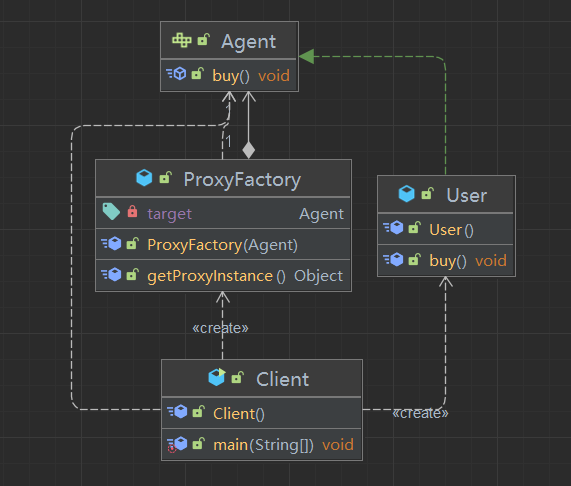 Agent
buy() void
1
1
ProxyFactory
target Agent
ProxyFactory(Agent)
getProxyInstance() Object
User
User()
buy() void
«create»
Client
Client()
main(String[]) void
«create»